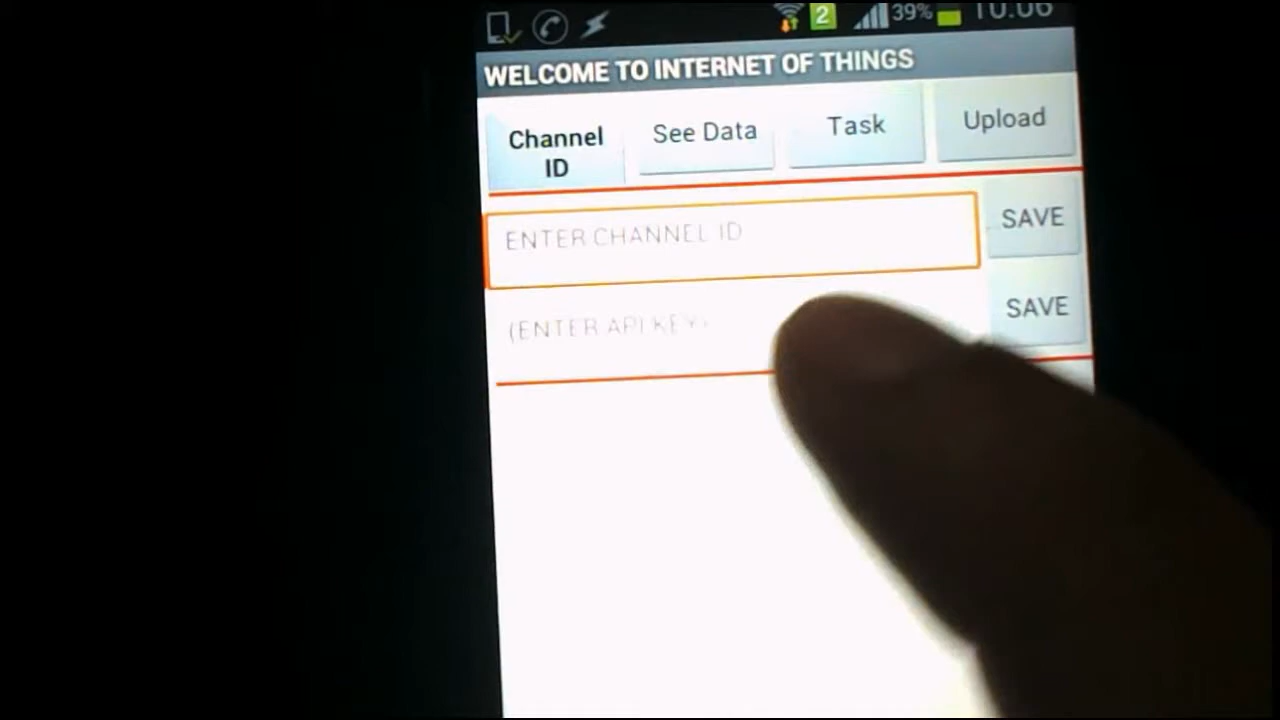 2 39% 10:06
WELCOME TO INTERNET OF THINGS
Channel ID
See Data
Task
Upload
ENTER CHANNEL ID
SAVE
(ENTER API KEY)
SAVE